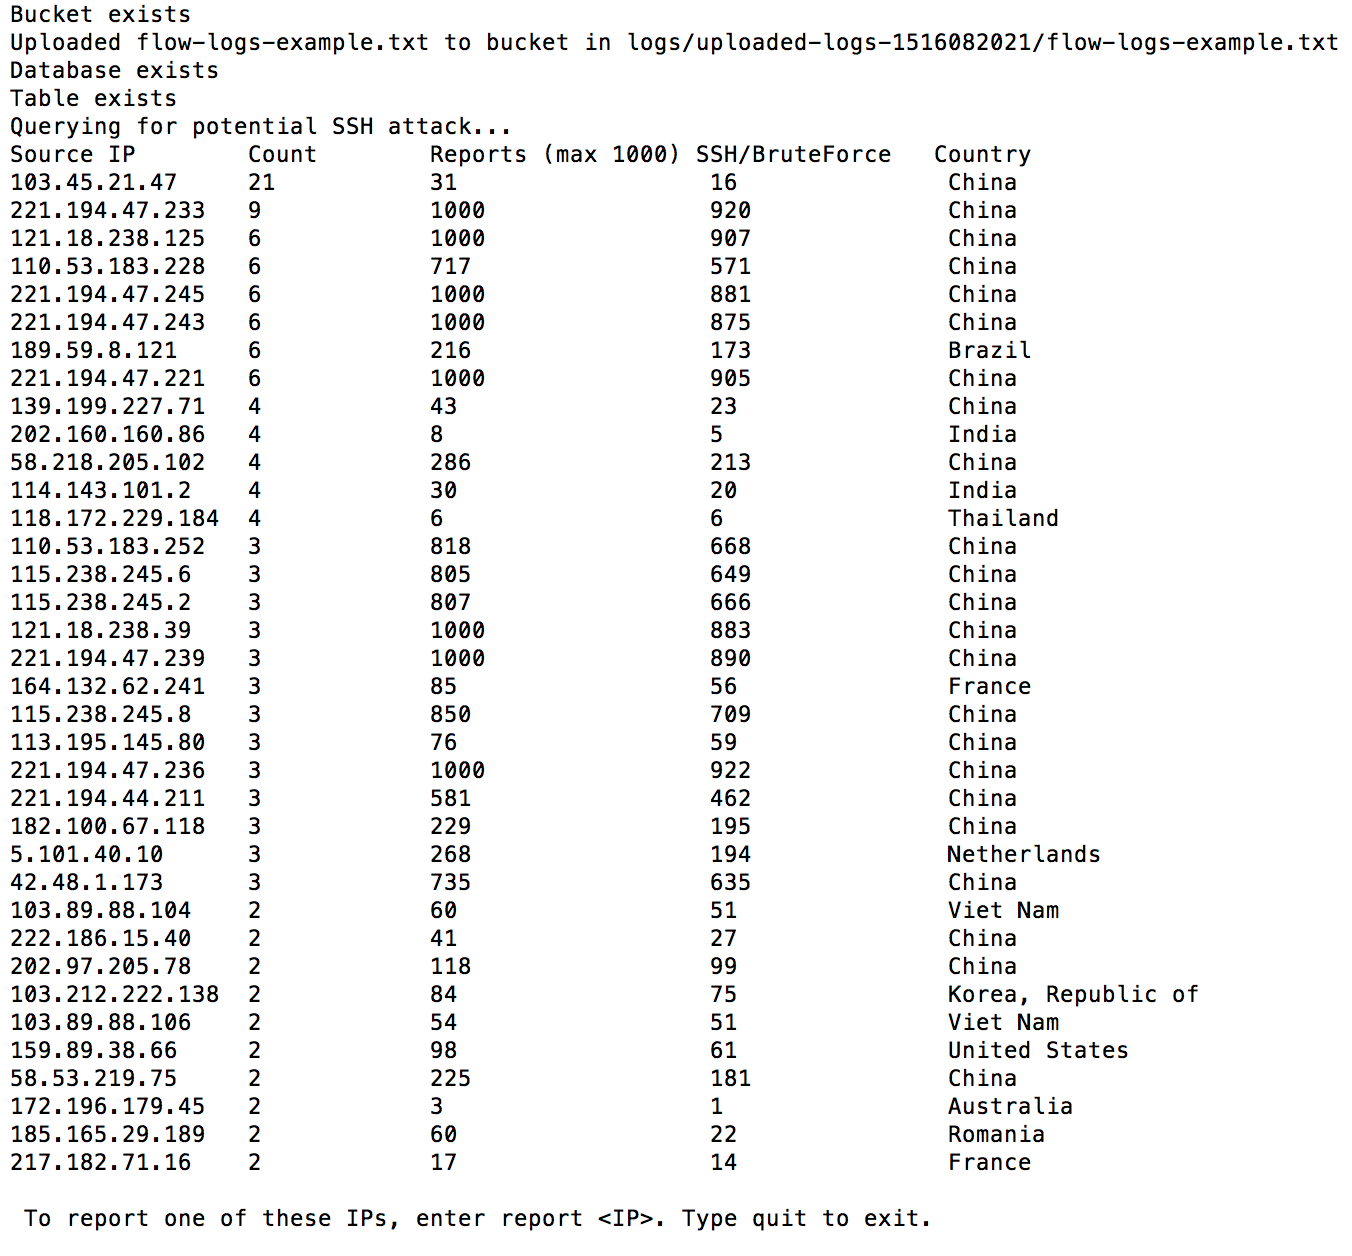 Bucket exists
Uploaded flow-logs-example.txt to bucket in logs/uploaded-logs-1516082021/flow-logs-example.txt
Database exists
Table exists
Querying for potential SSH attack...
Source IP Count Reports (max 1000) SSH/BruteForce Country
103.45.21.47 21 31 16 China
221.194.47.233 9 1000 920 China
121.18.238.125 6 1000 907 China
110.53.183.228 6 717 571 China
221.194.47.245 6 1000 881 China
221.194.47.243 6 1000 875 China
189.59.8.121 6 216 173 Brazil
221.194.47.221 6 1000 905 China
139.199.227.71 4 43 23 China
202.160.160.86 4 8 5 India
58.218.205.102 4 286 213 China
114.143.101.2 4 30 20 India
118.172.229.184 4 6 6 Thailand
110.53.183.252 3 818 668 China
115.238.245.6 3 805 649 China
115.238.245.2 3 807 666 China
121.18.238.39 3 1000 883 China
221.194.47.239 3 1000 890 China
164.132.62.241 3 85 56 France
115.238.245.8 3 850 709 China
113.195.145.80 3 76 59 China
221.194.47.236 3 1000 922 China
221.194.44.211 3 581 462 China
182.100.67.118 3 229 195 China
5.101.40.10 3 268 194 Netherlands
42.48.1.173 3 735 635 China
103.89.88.104 2 60 51 Viet Nam
222.186.15.40 2 41 27 China
202.97.205.78 2 118 99 China
103.212.222.138 2 84 75 Korea, Republic of
103.89.88.106 2 54 51 Viet Nam
159.89.38.66 2 98 61 United States
58.53.219.75 2 225 181 China
172.196.179.45 2 3 1 Australia
185.165.29.189 2 60 22 Romania
217.182.71.16 2 17 14 France
To report one of these IPs, enter report <IP>. Type quit to exit.